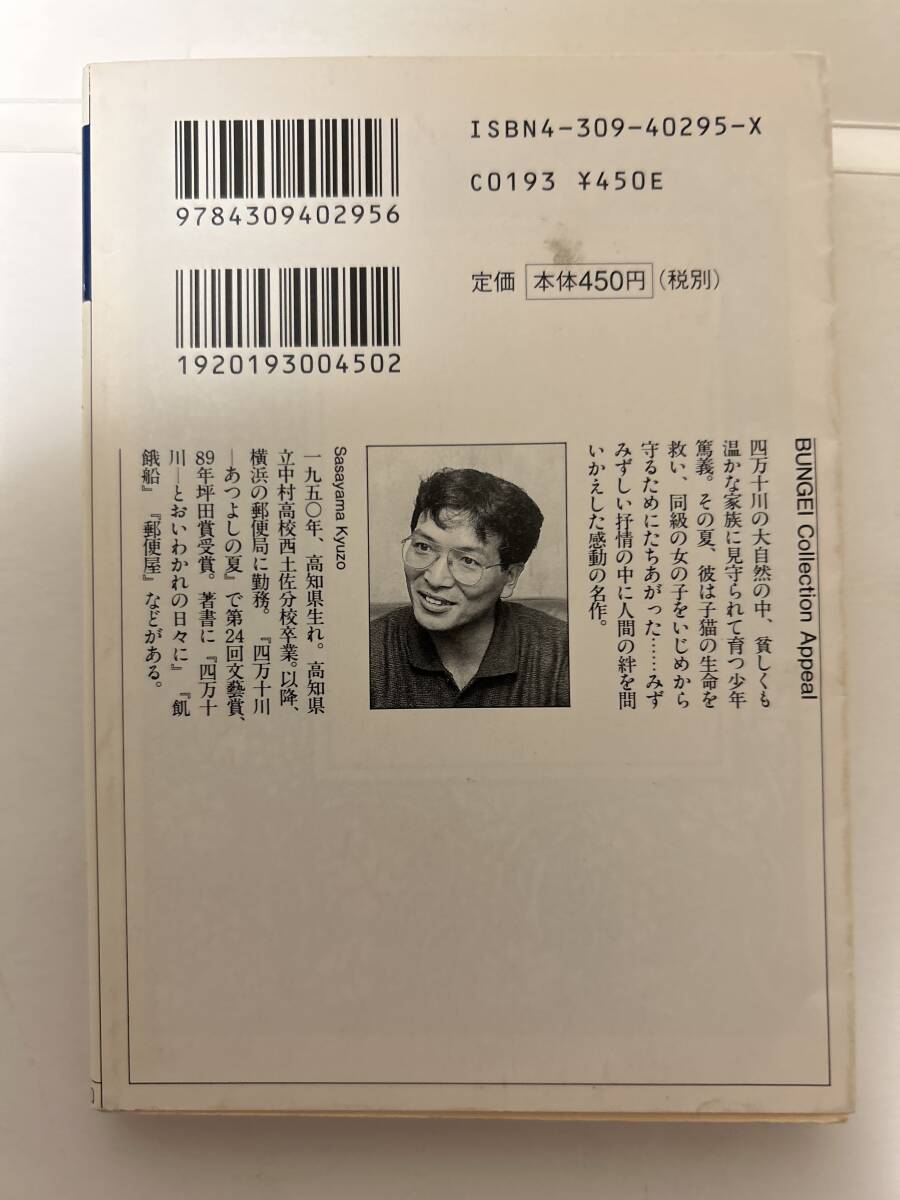 ISBN4-309-40295-X
C0193 ¥450E
定価 本体450円 (税別)
9784309402956
1920193004502
BUNGEI Collection Appeal
四万十川の大自然の中、貧しくも
温かな家族に見守られて育つ少年
篤義。その夏、彼は子猫の生命を
救い、同級の女の子をいじめから
守るためにたちあがった……みず
みずしい抒情の中に人間の絆を問
いかえした感動の名作。
Sasayama Kyuzo
一九五〇年、高知県生れ。高知県
立中村高校西土佐分校卒業。以降、
横浜の郵便局に勤務。『四万十川
―あつよしの夏』で第24回文藝賞、
89年坪田賞受賞。著書に『四万十
川―とおいわかれの日々に』『飢
餓船』『郵便屋』などがある。